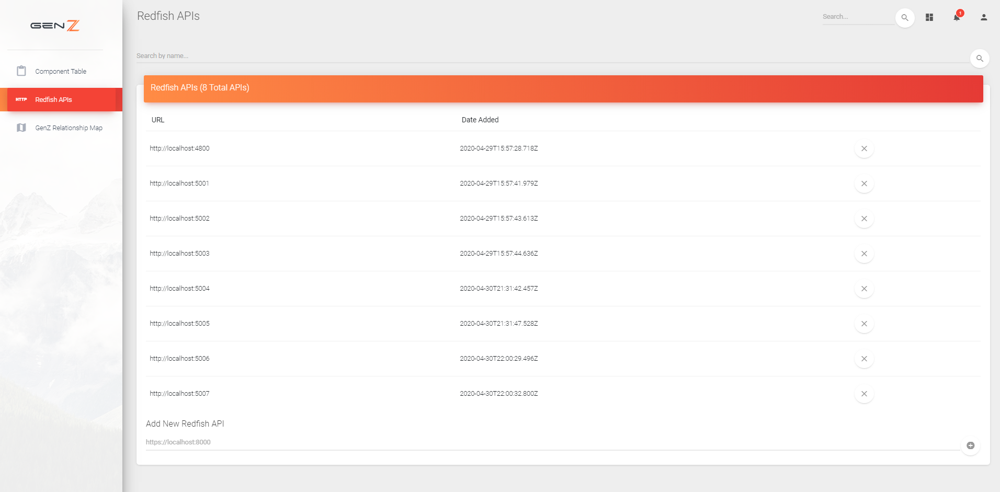 GENZ
Component Table
HTTP Redfish APIs
GenZ Relationship Map
Redfish APIs
Search...
1
Search by name...
Redfish APIs (8 Total APIs)
URL Date Added
http://localhost:4800 2020-04-29T15:57:28.718Z
http://localhost:5001 2020-04-29T15:57:41.979Z
http://localhost:5002 2020-04-29T15:57:43.613Z
http://localhost:5003 2020-04-29T15:57:44.636Z
http://localhost:5004 2020-04-30T21:31:42.457Z
http://localhost:5005 2020-04-30T21:31:47.528Z
http://localhost:5006 2020-04-30T22:00:29.496Z
http://localhost:5007 2020-04-30T22:00:32.800Z
Add New Redfish API
https://localhost:8000